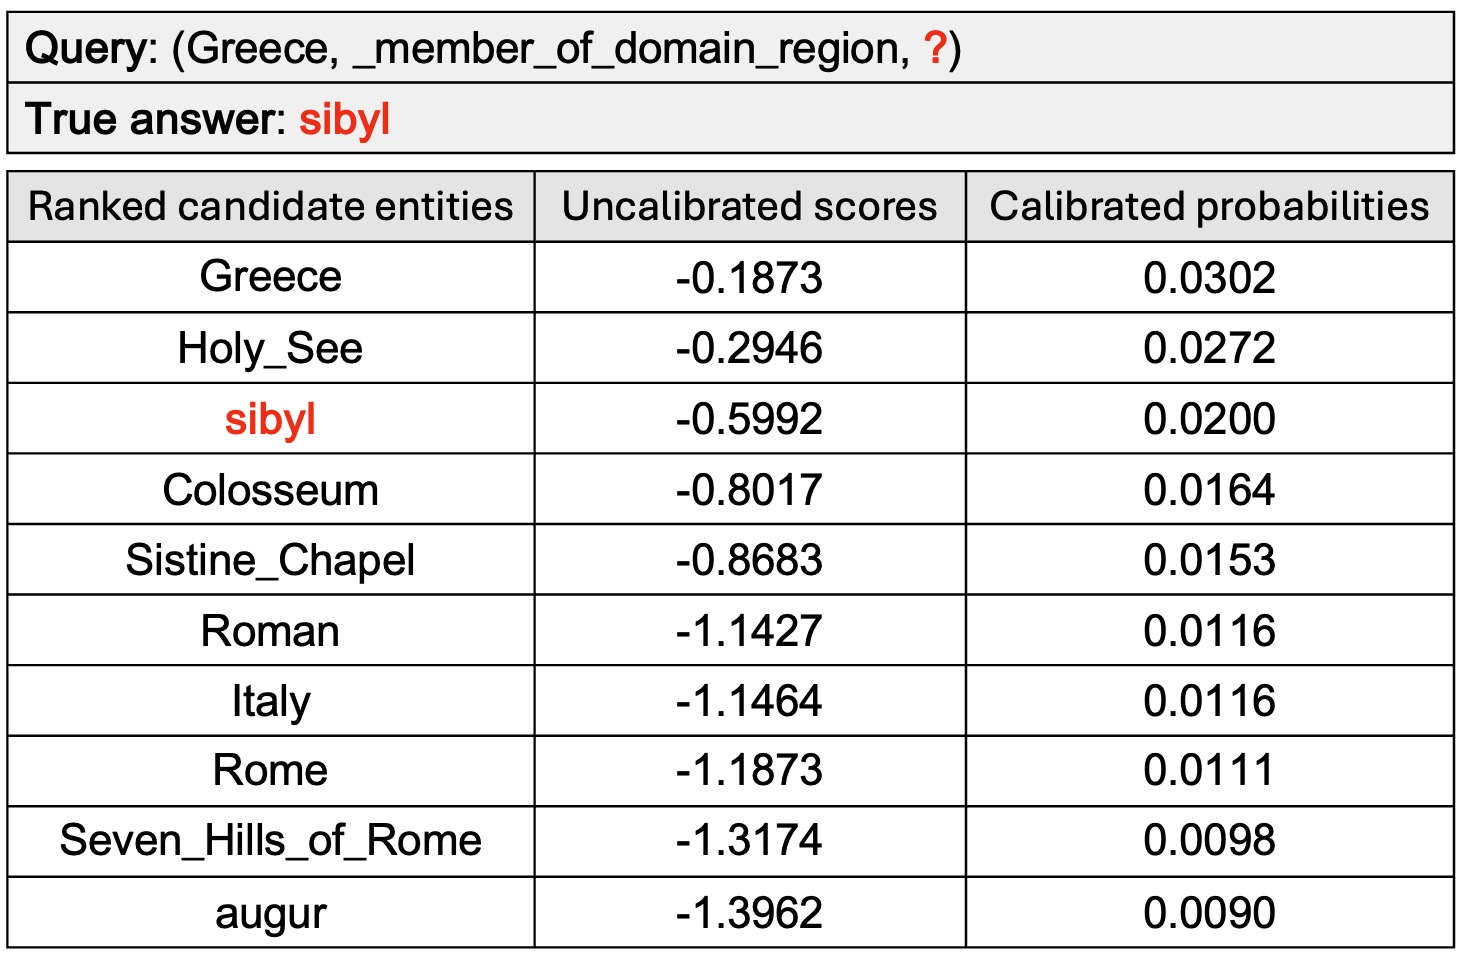 Query: (Greece, _member_of_domain_region, ?)
True answer: sibyl
Ranked candidate entities Uncalibrated scores Calibrated probabilities
Greece -0.1873 0.0302
Holy_See -0.2946 0.0272
sibyl -0.5992 0.0200
Colosseum -0.8017 0.0164
Sistine_Chapel -0.8683 0.0153
Roman -1.1427 0.0116
Italy -1.1464 0.0116
Rome -1.1873 0.0111
Seven_Hills_of_Rome -1.3174 0.0098
augur -1.3962 0.0090